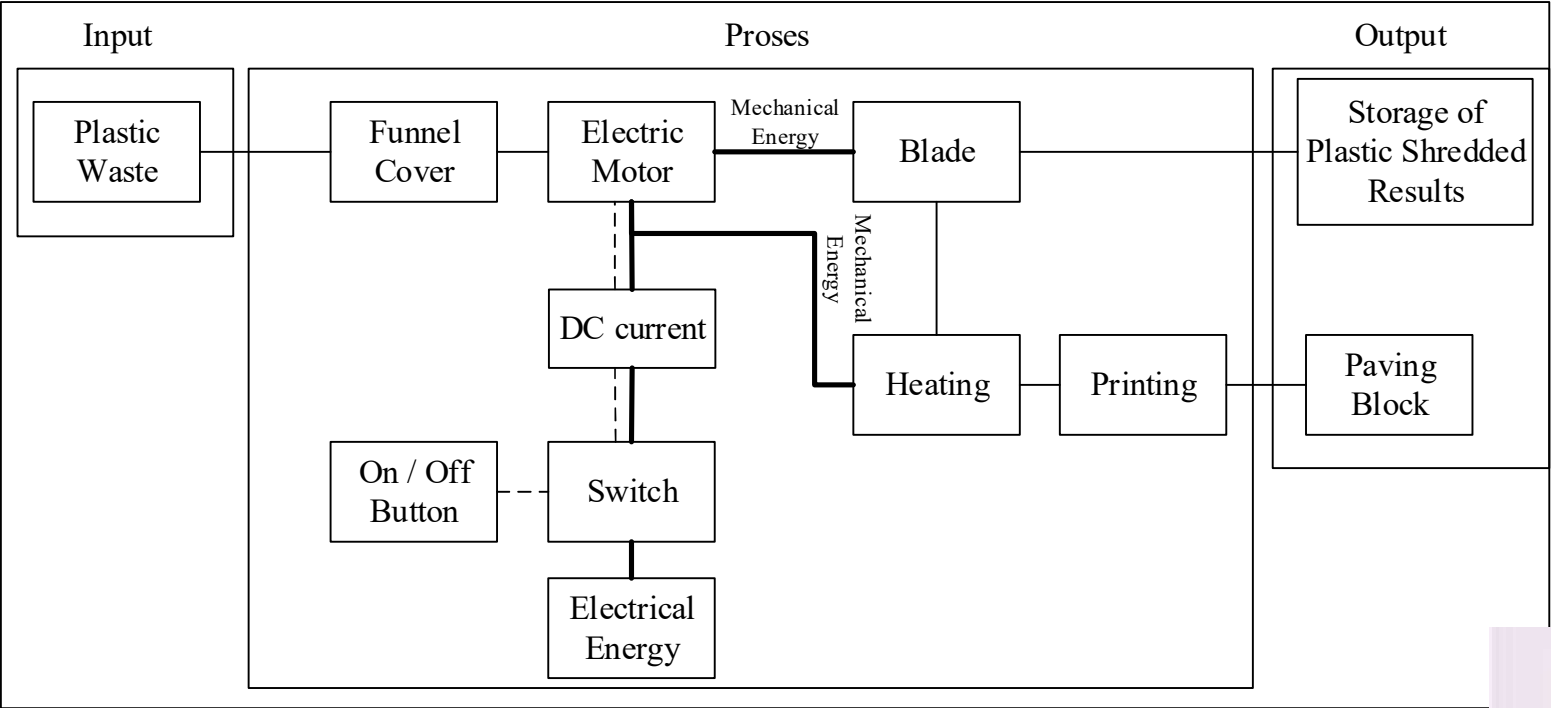 Input
Proses
Output
Plastic
Waste
Funnel
Cover
Electric
Motor
Mechanical
Energy
Blade
Storage of
Plastic Shredded
Results
Mechanical
Energy
DC current
Heating
Printing
Paving
Block
On / Off
Button
Switch
Electrical
Energy